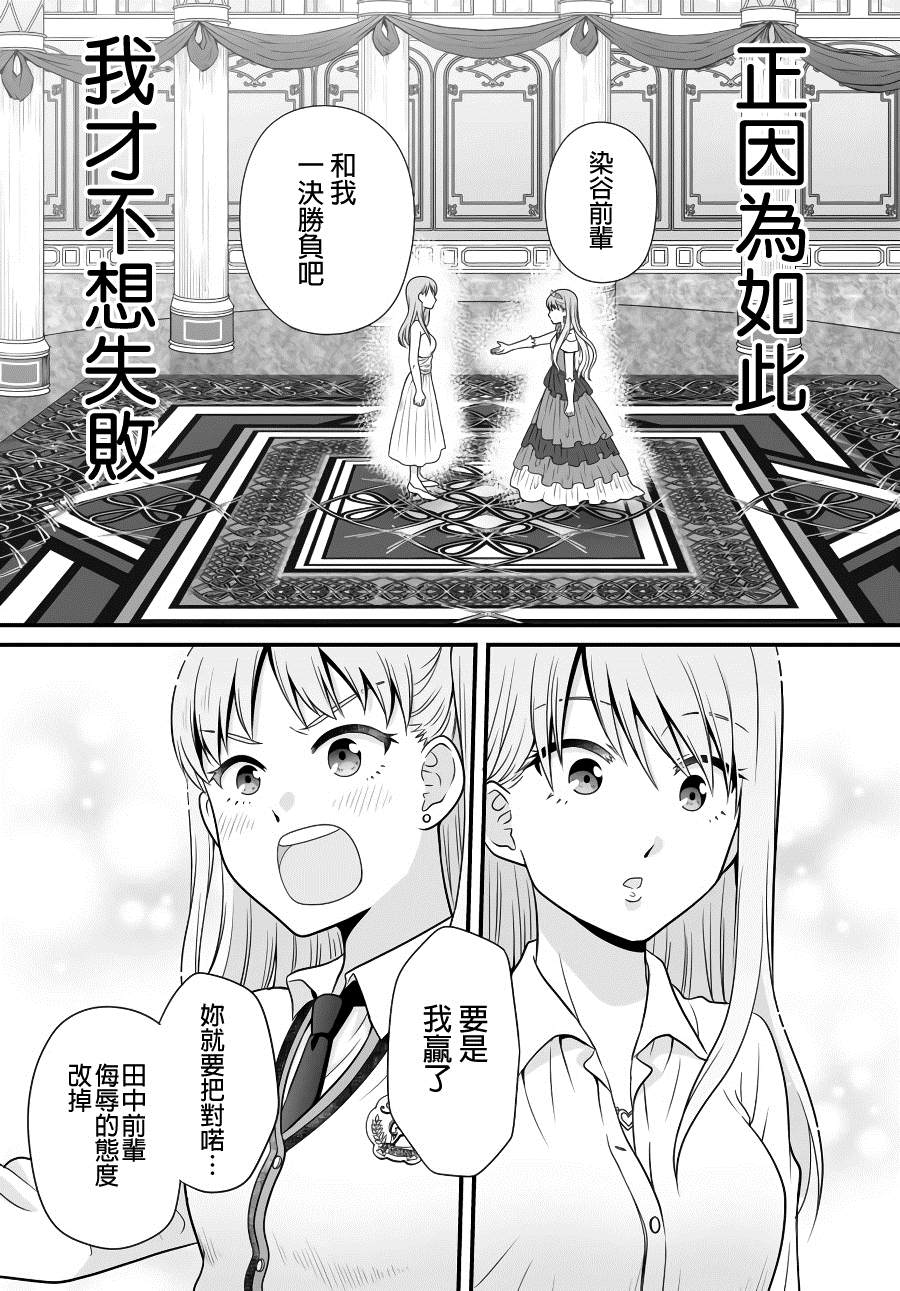 正因為如此
染谷前輩
和我
一決勝負吧
我才不想失敗
要是
我贏了
妳就要把對喏…
田中前輩
侮辱的態度
改掉